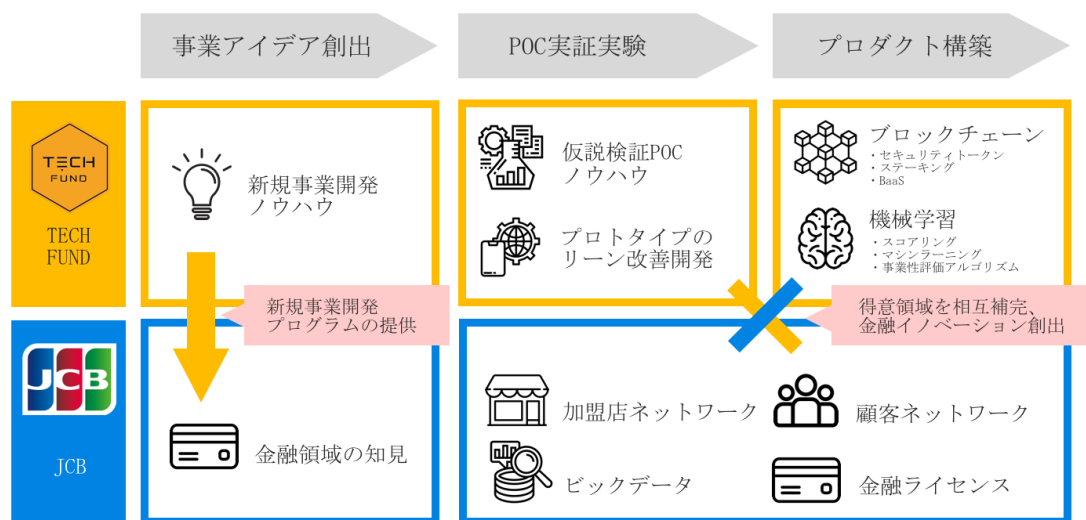 事業アイデア創出
POC実証実験
プロダクト構築
TECH
FUND
TECH
FUND
新規事業開発
ノウハウ
仮説検証POC
ノウハウ
プロトタイプの
リーン改善開発
ブロックチェーン
・セキュリティトークン
・ステーキング
・BaaS
機械学習
・スコアリング
・マシンラーニング
・事業性評価アルゴリズム
新規事業開発
プログラムの提供
得意領域を相互補完、
金融イノベーション創出
JCB
JCB
金融領域の知見
加盟店ネットワーク
顧客ネットワーク
ビックデータ
金融ライセンス